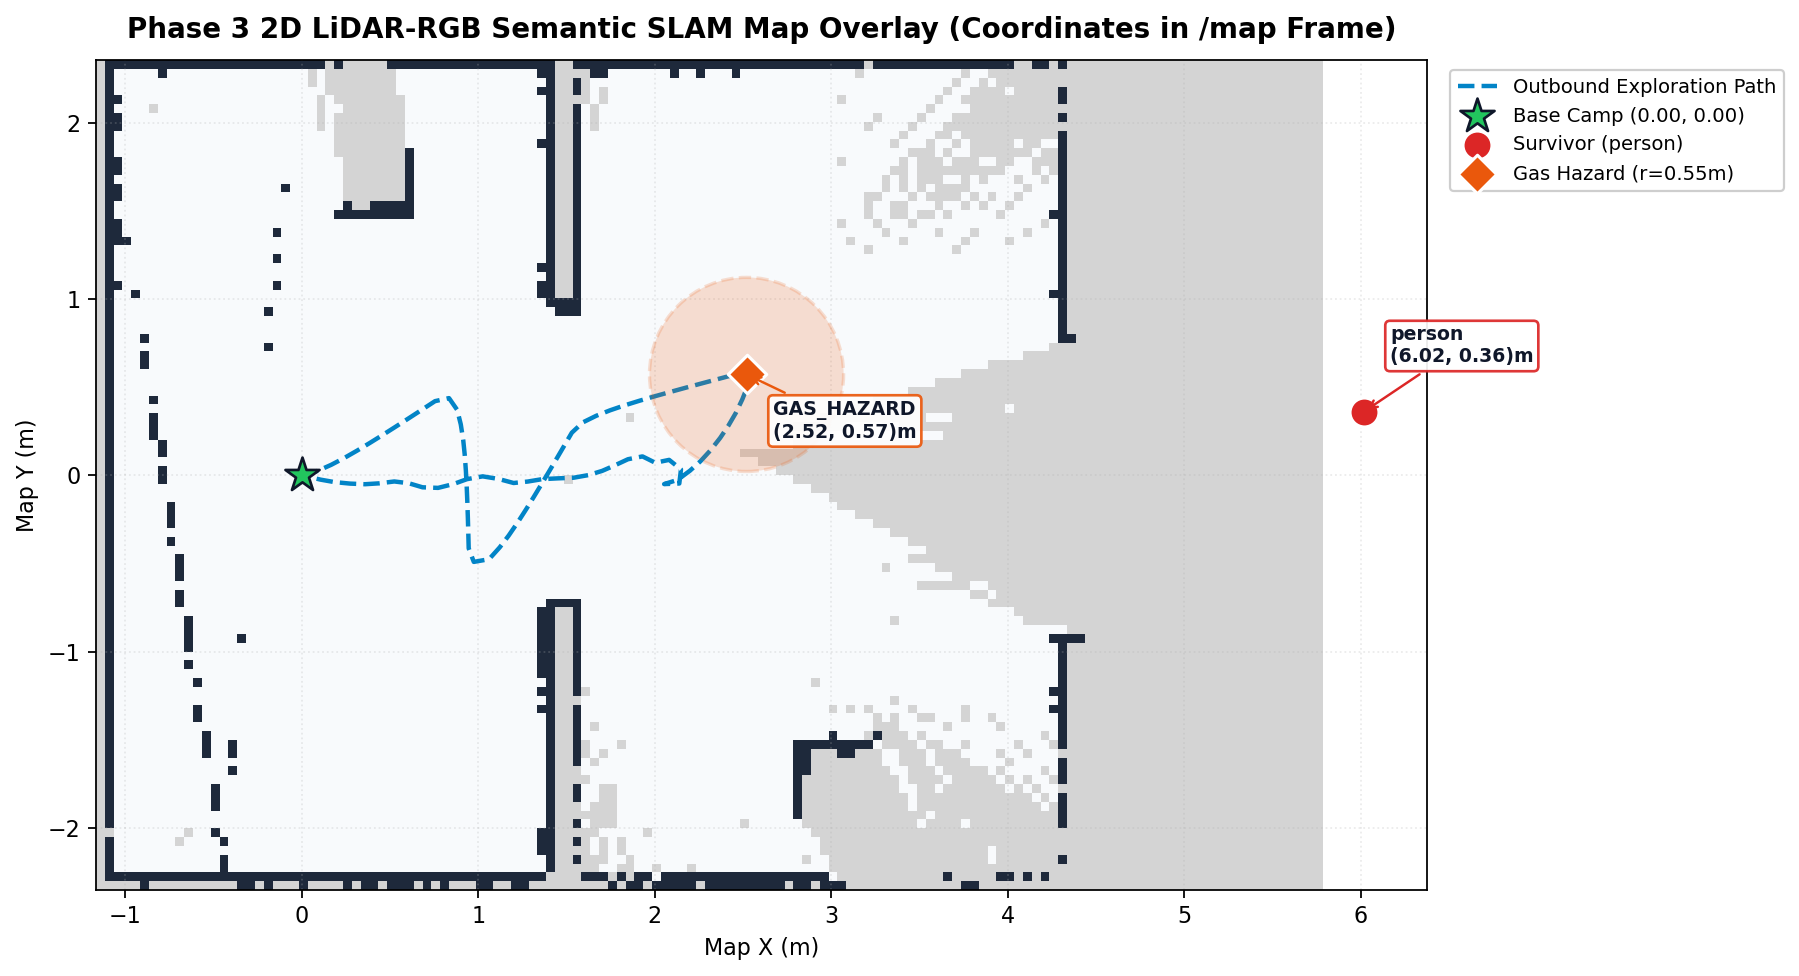 Phase 3 2D LiDAR-RGB Semantic SLAM Map Overlay (Coordinates in /map Frame)
Outbound Exploration Path
Base Camp (0.00, 0.00)
Survivor (person)
Gas Hazard (r=0.55m)
person
(6.02, 0.36)m
GAS_HAZARD
(2.52, 0.57)m
Map Y (m)
2
1
0
−1
−2
−1 0 1 2 3 4 5 6
Map X (m)